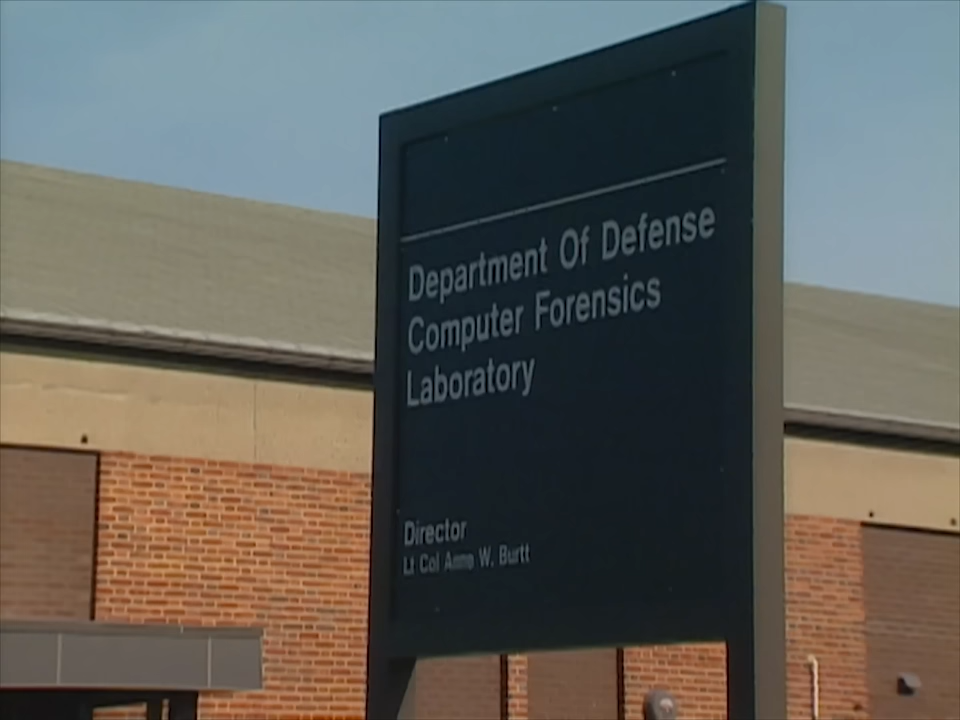 Department Of Defense
Computer Forensics
Laboratory
Director
Lt Col Anne W. Burtt